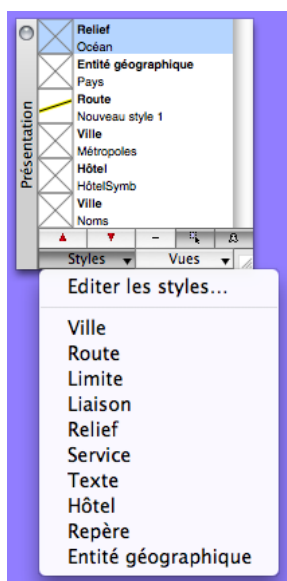 Présentation
Relief
Océan
Entité géographique
Pays
Route
Nouveau style 1
Ville
Métropoles
Hôtel
HôtelSymb
Ville
Noms
Styles
Vues
Editer les styles...
Ville
Route
Limite
Liaison
Relief
Service
Texte
Hôtel
Repère
Entité géographique